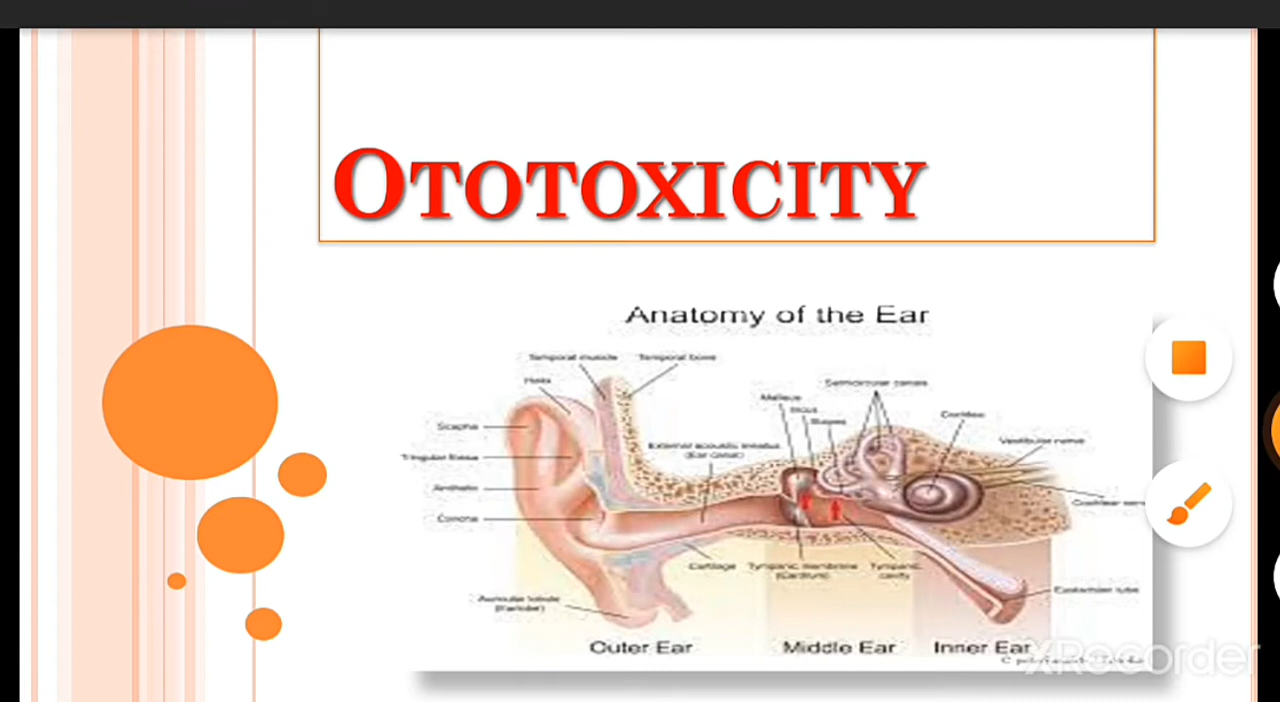 OTOTOXICITY
Anatomy of the Ear
Temporal muscle
Temporal bone
Helix
Semicircular canals
Malleus
Incus
Stapes
Cochlea
Scapha
External acoustic meatus
(Ear canal)
Vestibular nerve
Triangular fossa
Antihelix
Cochlear nerve
Concha
Cartilage
Tympanic membrane
(Eardrum)
Tympanic
cavity
Eustachian tube
Auricular lobule
(Earlobe)
Outer Ear
Middle Ear
Inner Ear
XRecorder